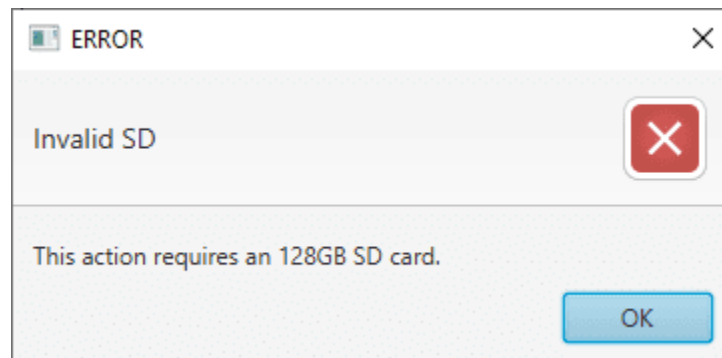 ERROR
Invalid SD
This action requires an 128GB SD card.
OK